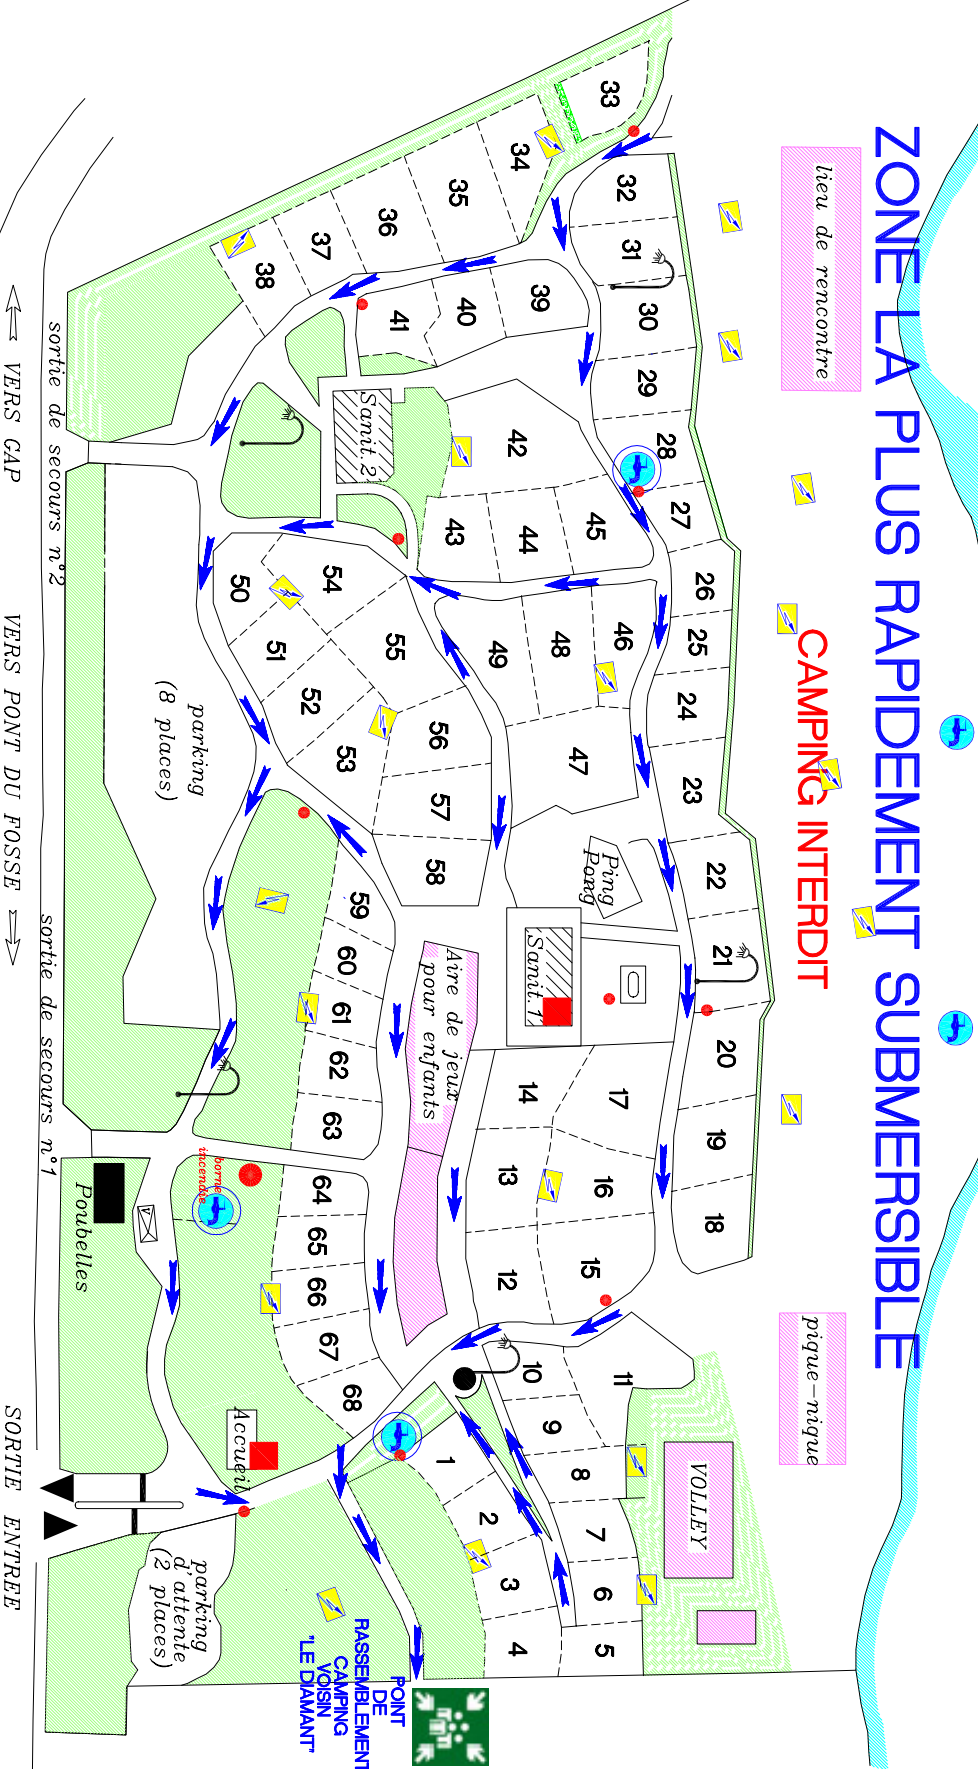 ZONE LA PLUS RAPIDEMENT SUBMERSIBLE
CAMPING INTERDIT
lieu de rencontre
pique-nique
VOLLEY
33
32
31
30
29
28
27
26
25
24
23
22
21
20
19
18
34
35
36
37
38
39
40
41
42
43
44
45
46
47
48
49
50
51
52
53
54
55
56
57
58
59
60
61
62
63
64
65
66
67
68
17
16
15
14
13
12
11
10
9
8
7
6
5
4
3
2
1
Sanit.2
Ping
Pong
Sanit.1
Aire de jeux
pour enfants
parking
(8 places)
borne
incendie
Poubelles
Accueil
parking
d'attente
(2 places)
POINT
DE
RASSEMBLEMENT
CAMPING
VOISIN
"LE DIAMANT"
sortie de secours n°2
sortie de secours n°1
VERS GAP
VERS PONT DU FOSSE
SORTIE
ENTREE